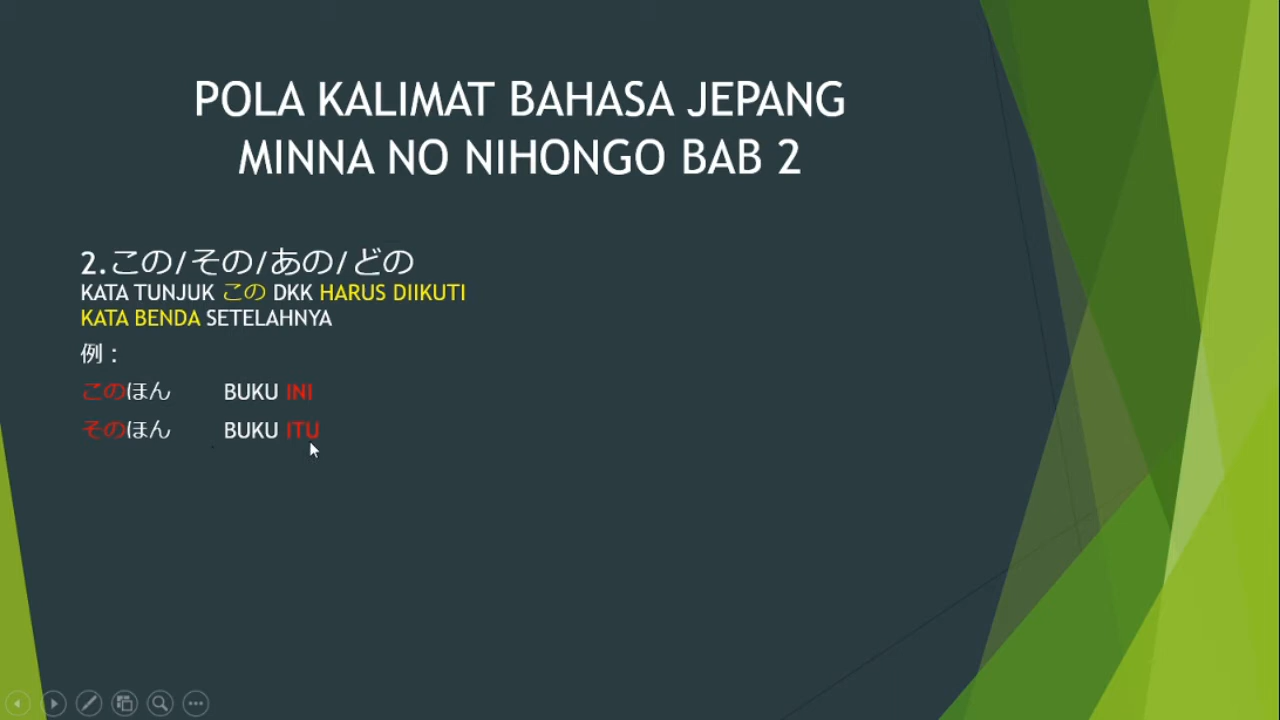 POLA KALIMAT BAHASA JEPANG
MINNA NO NIHONGO BAB 2
2.この/その/あの/どの
KATA TUNJUK この DKK HARUS DIIKUTI
KATA BENDA SETELAHNYA
例：
このほん BUKU INI
そのほん BUKU ITU